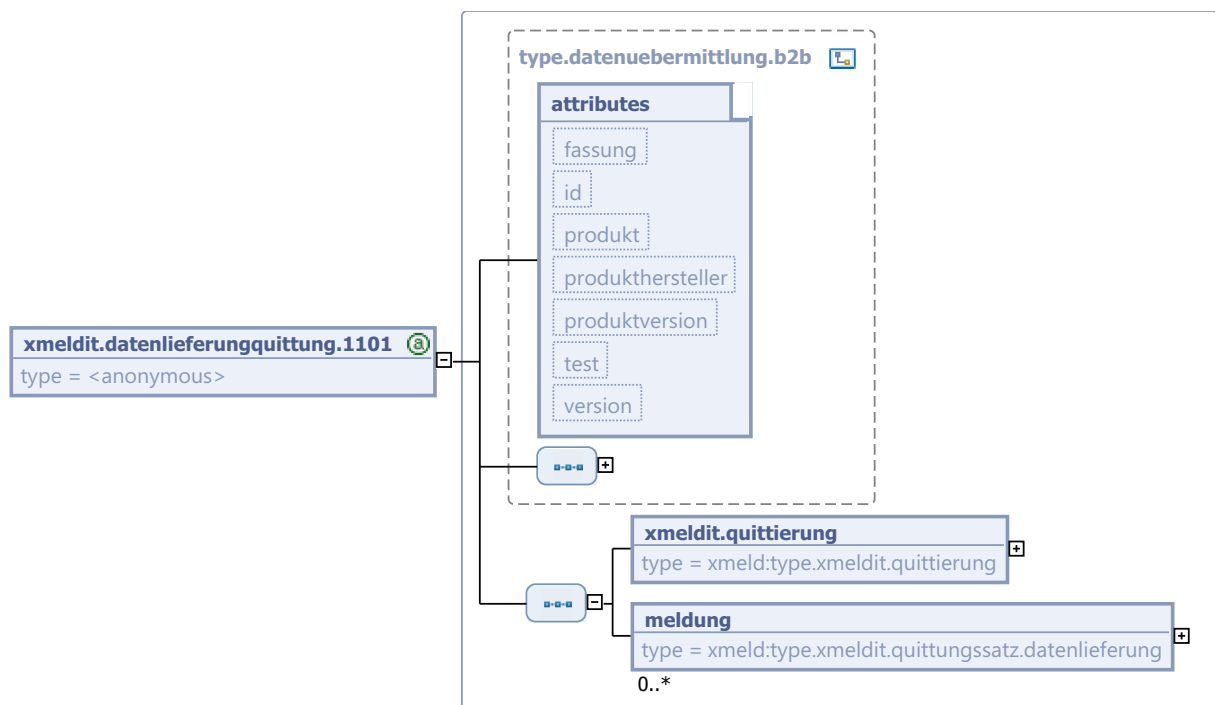 type.datenuebermittlung.b2b
attributes
fassung
id
produkt
produkthersteller
produktversion
test
version
xmeldit.datenlieferungquittung.1101 a
type = <anonymous>
xmeldit.quittierung
type = xmeld:type.xmeldit.quittierung
meldung
type = xmeld:type.xmeldit.quittungssatz.datenlieferung
0..*